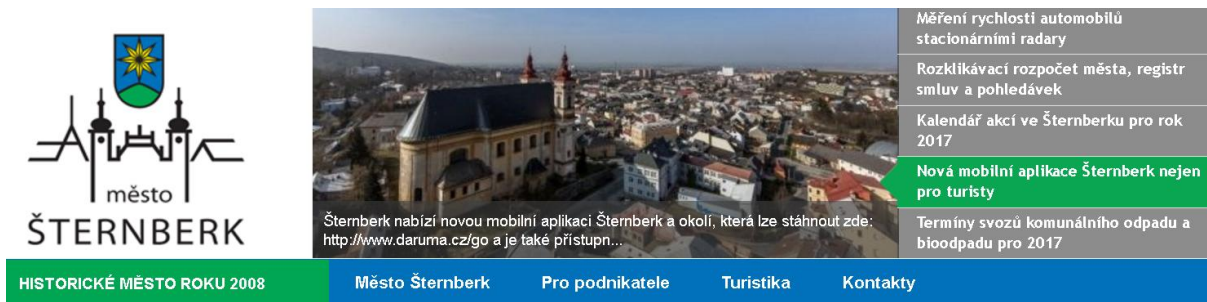 město
ŠTERNBERK
Šternberk nabízí novou mobilní aplikaci Šternberk a okolí, která lze stáhnout zde:
http://www.daruma.cz/go a je také přístupn...
Měření rychlosti automobilů
stacionárními radary
Rozklikávací rozpočet města, registr
smluv a pohledávek
Kalendář akcí ve Šternberku pro rok
2017
Nová mobilní aplikace Šternberk nejen
pro turisty
Termíny svozů komunálního odpadu a
bioodpadu pro 2017
HISTORICKÉ MĚSTO ROKU 2008
Město Šternberk
Pro podnikatele
Turistika
Kontakty